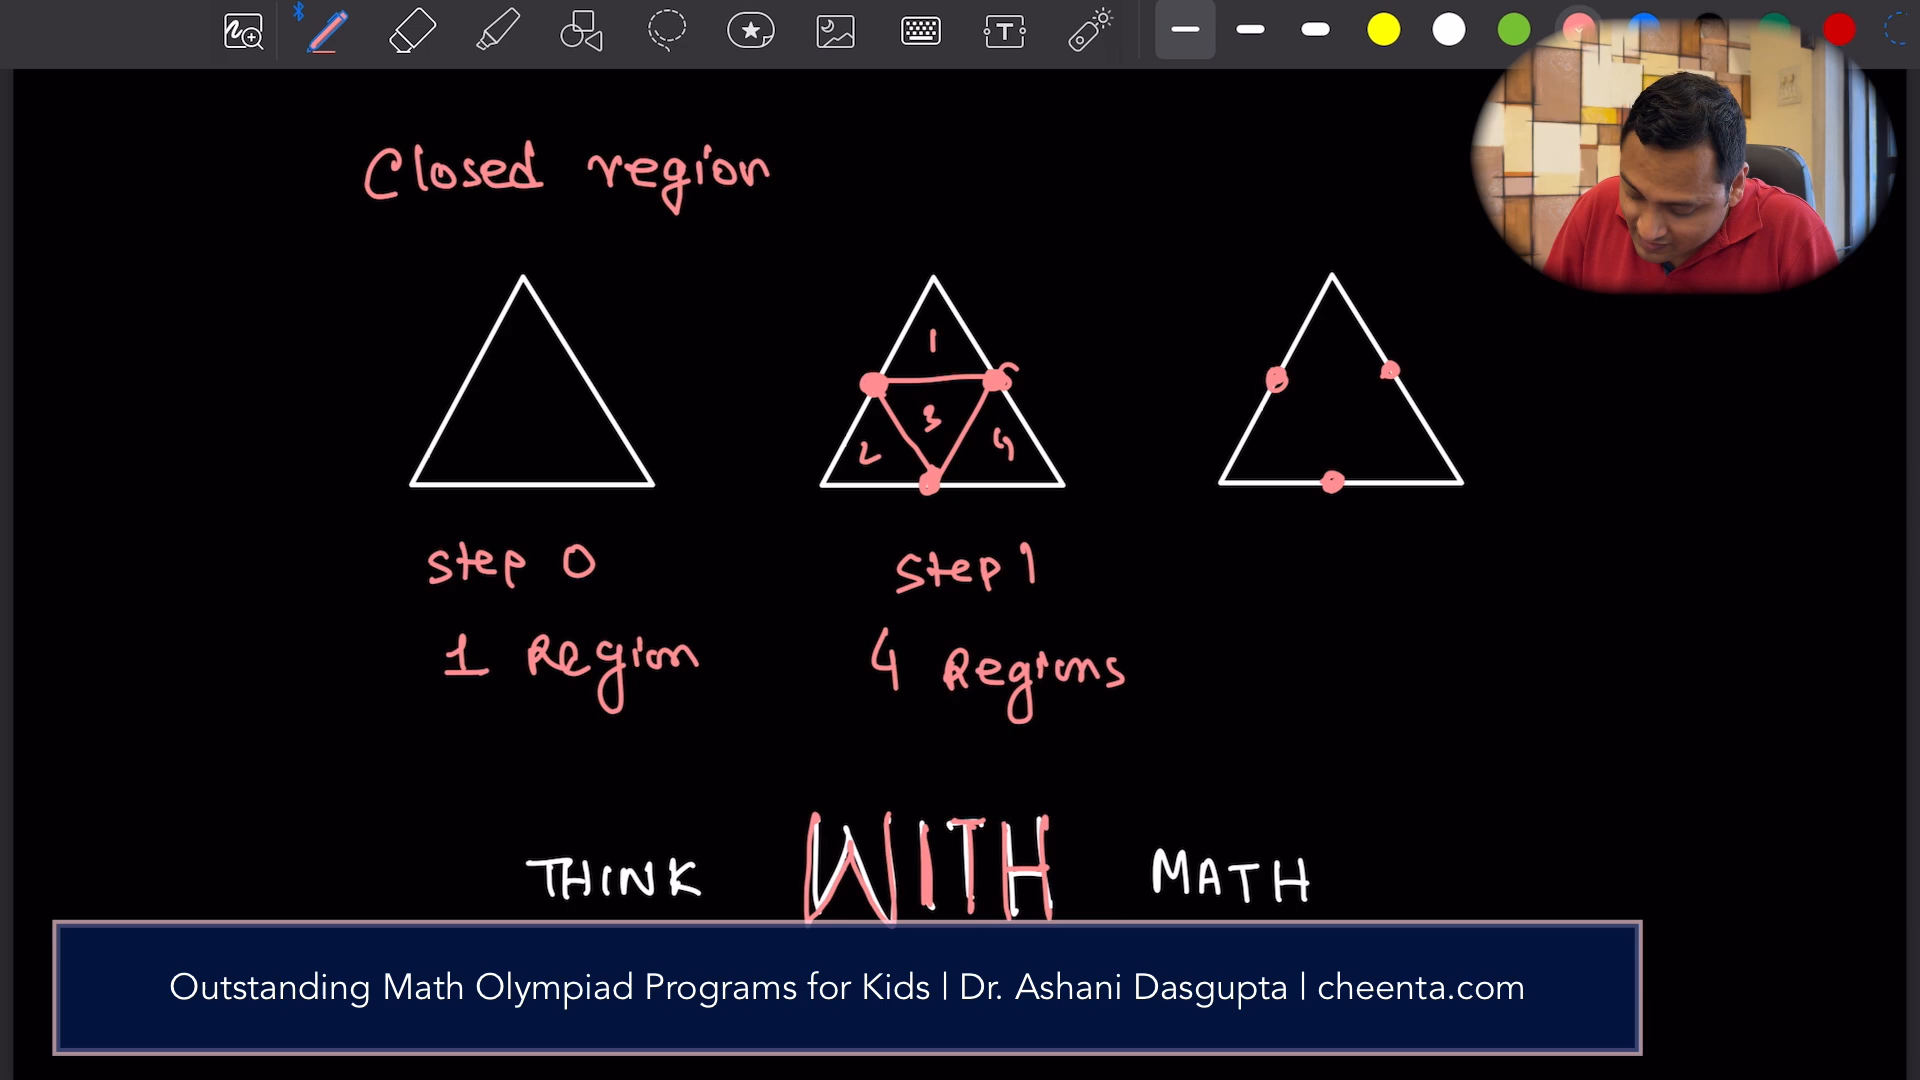 T
Closed region
1
2 3 4
step 0 step 1
1 Region 4 Regions
THINK WITH MATH
Outstanding Math Olympiad Programs for Kids | Dr. Ashani Dasgupta | cheenta.com